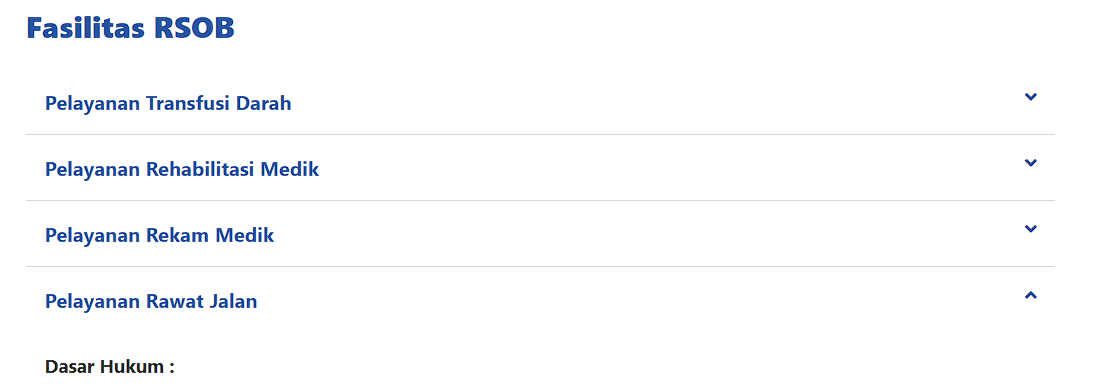 Fasilitas RSOB
Pelayanan Transfusi Darah
Pelayanan Rehabilitasi Medik
Pelayanan Rekam Medik
Pelayanan Rawat Jalan
Dasar Hukum :